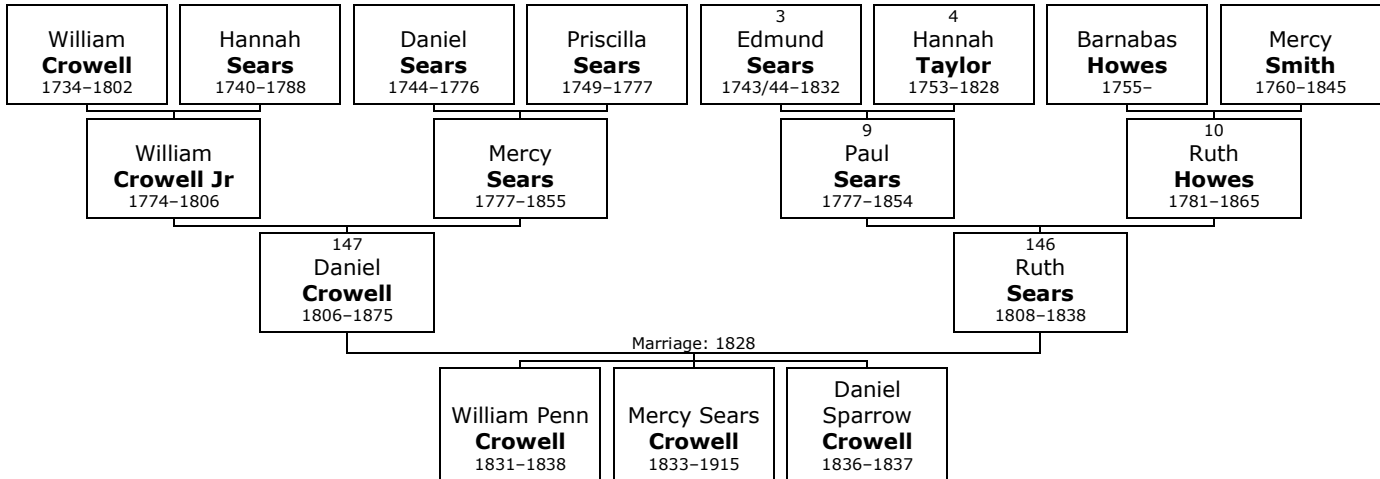 William
Crowell
1734–1802
Hannah
Sears
1740–1788
Daniel
Sears
1744–1776
Priscilla
Sears
1749–1777
3
Edmund
Sears
1743/44–1832
4
Hannah
Taylor
1753–1828
Barnabas
Howes
1755–
Mercy
Smith
1760–1845
William
Crowell Jr
1774–1806
Mercy
Sears
1777–1855
9
Paul
Sears
1777–1854
10
Ruth
Howes
1781–1865
147
Daniel
Crowell
1806–1875
146
Ruth
Sears
1808–1838
Marriage: 1828
William Penn
Crowell
1831–1838
Mercy Sears
Crowell
1833–1915
Daniel
Sparrow
Crowell
1836–1837